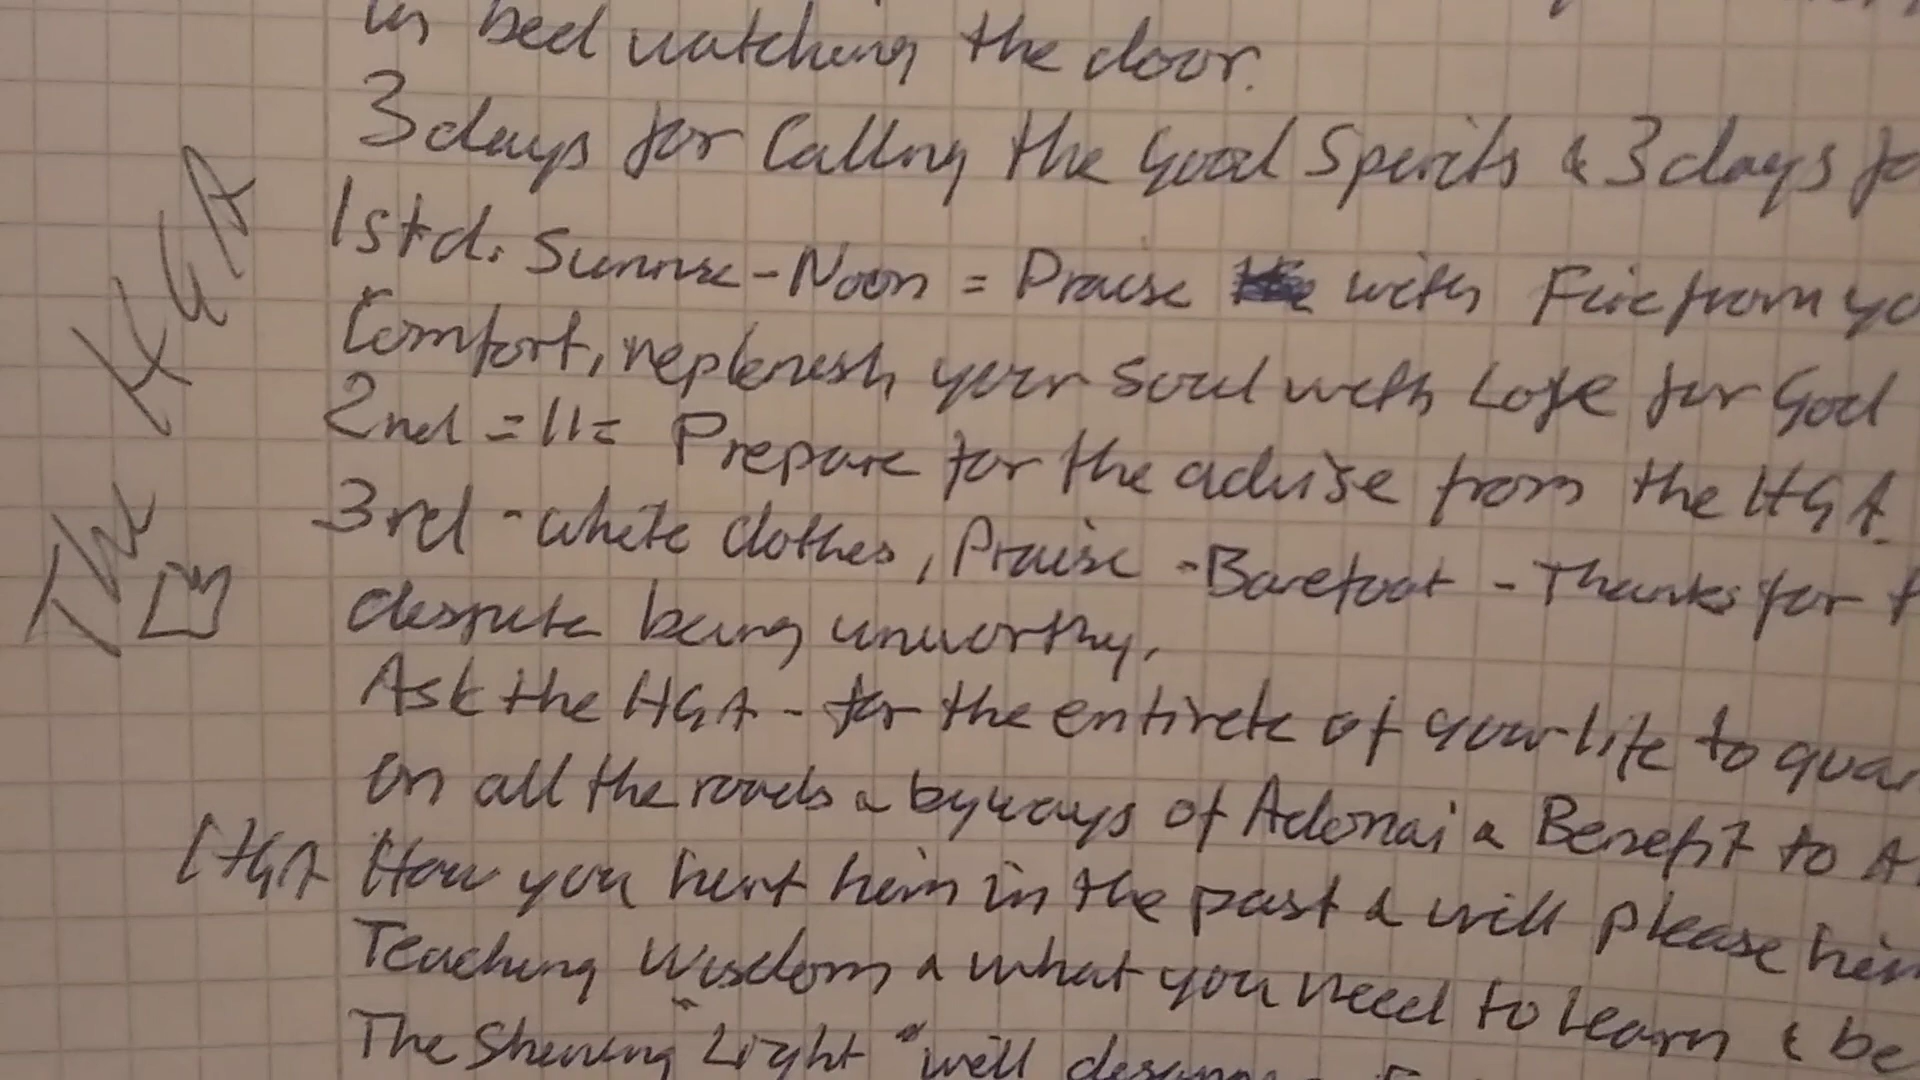 in bed watching the door.
3 days for Calling the Good Spirits & 3 days fo
1st d. Sunrise - Noon = Praise with Fire from yo
Comfort, replenish your Soul with Love for God
2nd = 11 = Prepare for the advise from the HGA.
3rd - white clothes, Praise - Barefoot - Thanks for
despite being unworthy.
Ask the HGA - for the entirete of your life to guar
on all the roads & byways of Adonai & Benefit to A
How you hurt him in the past & will please him
Teaching Wisdom & what you need to learn & be
The Shening "Light" will
The HGA
HGA